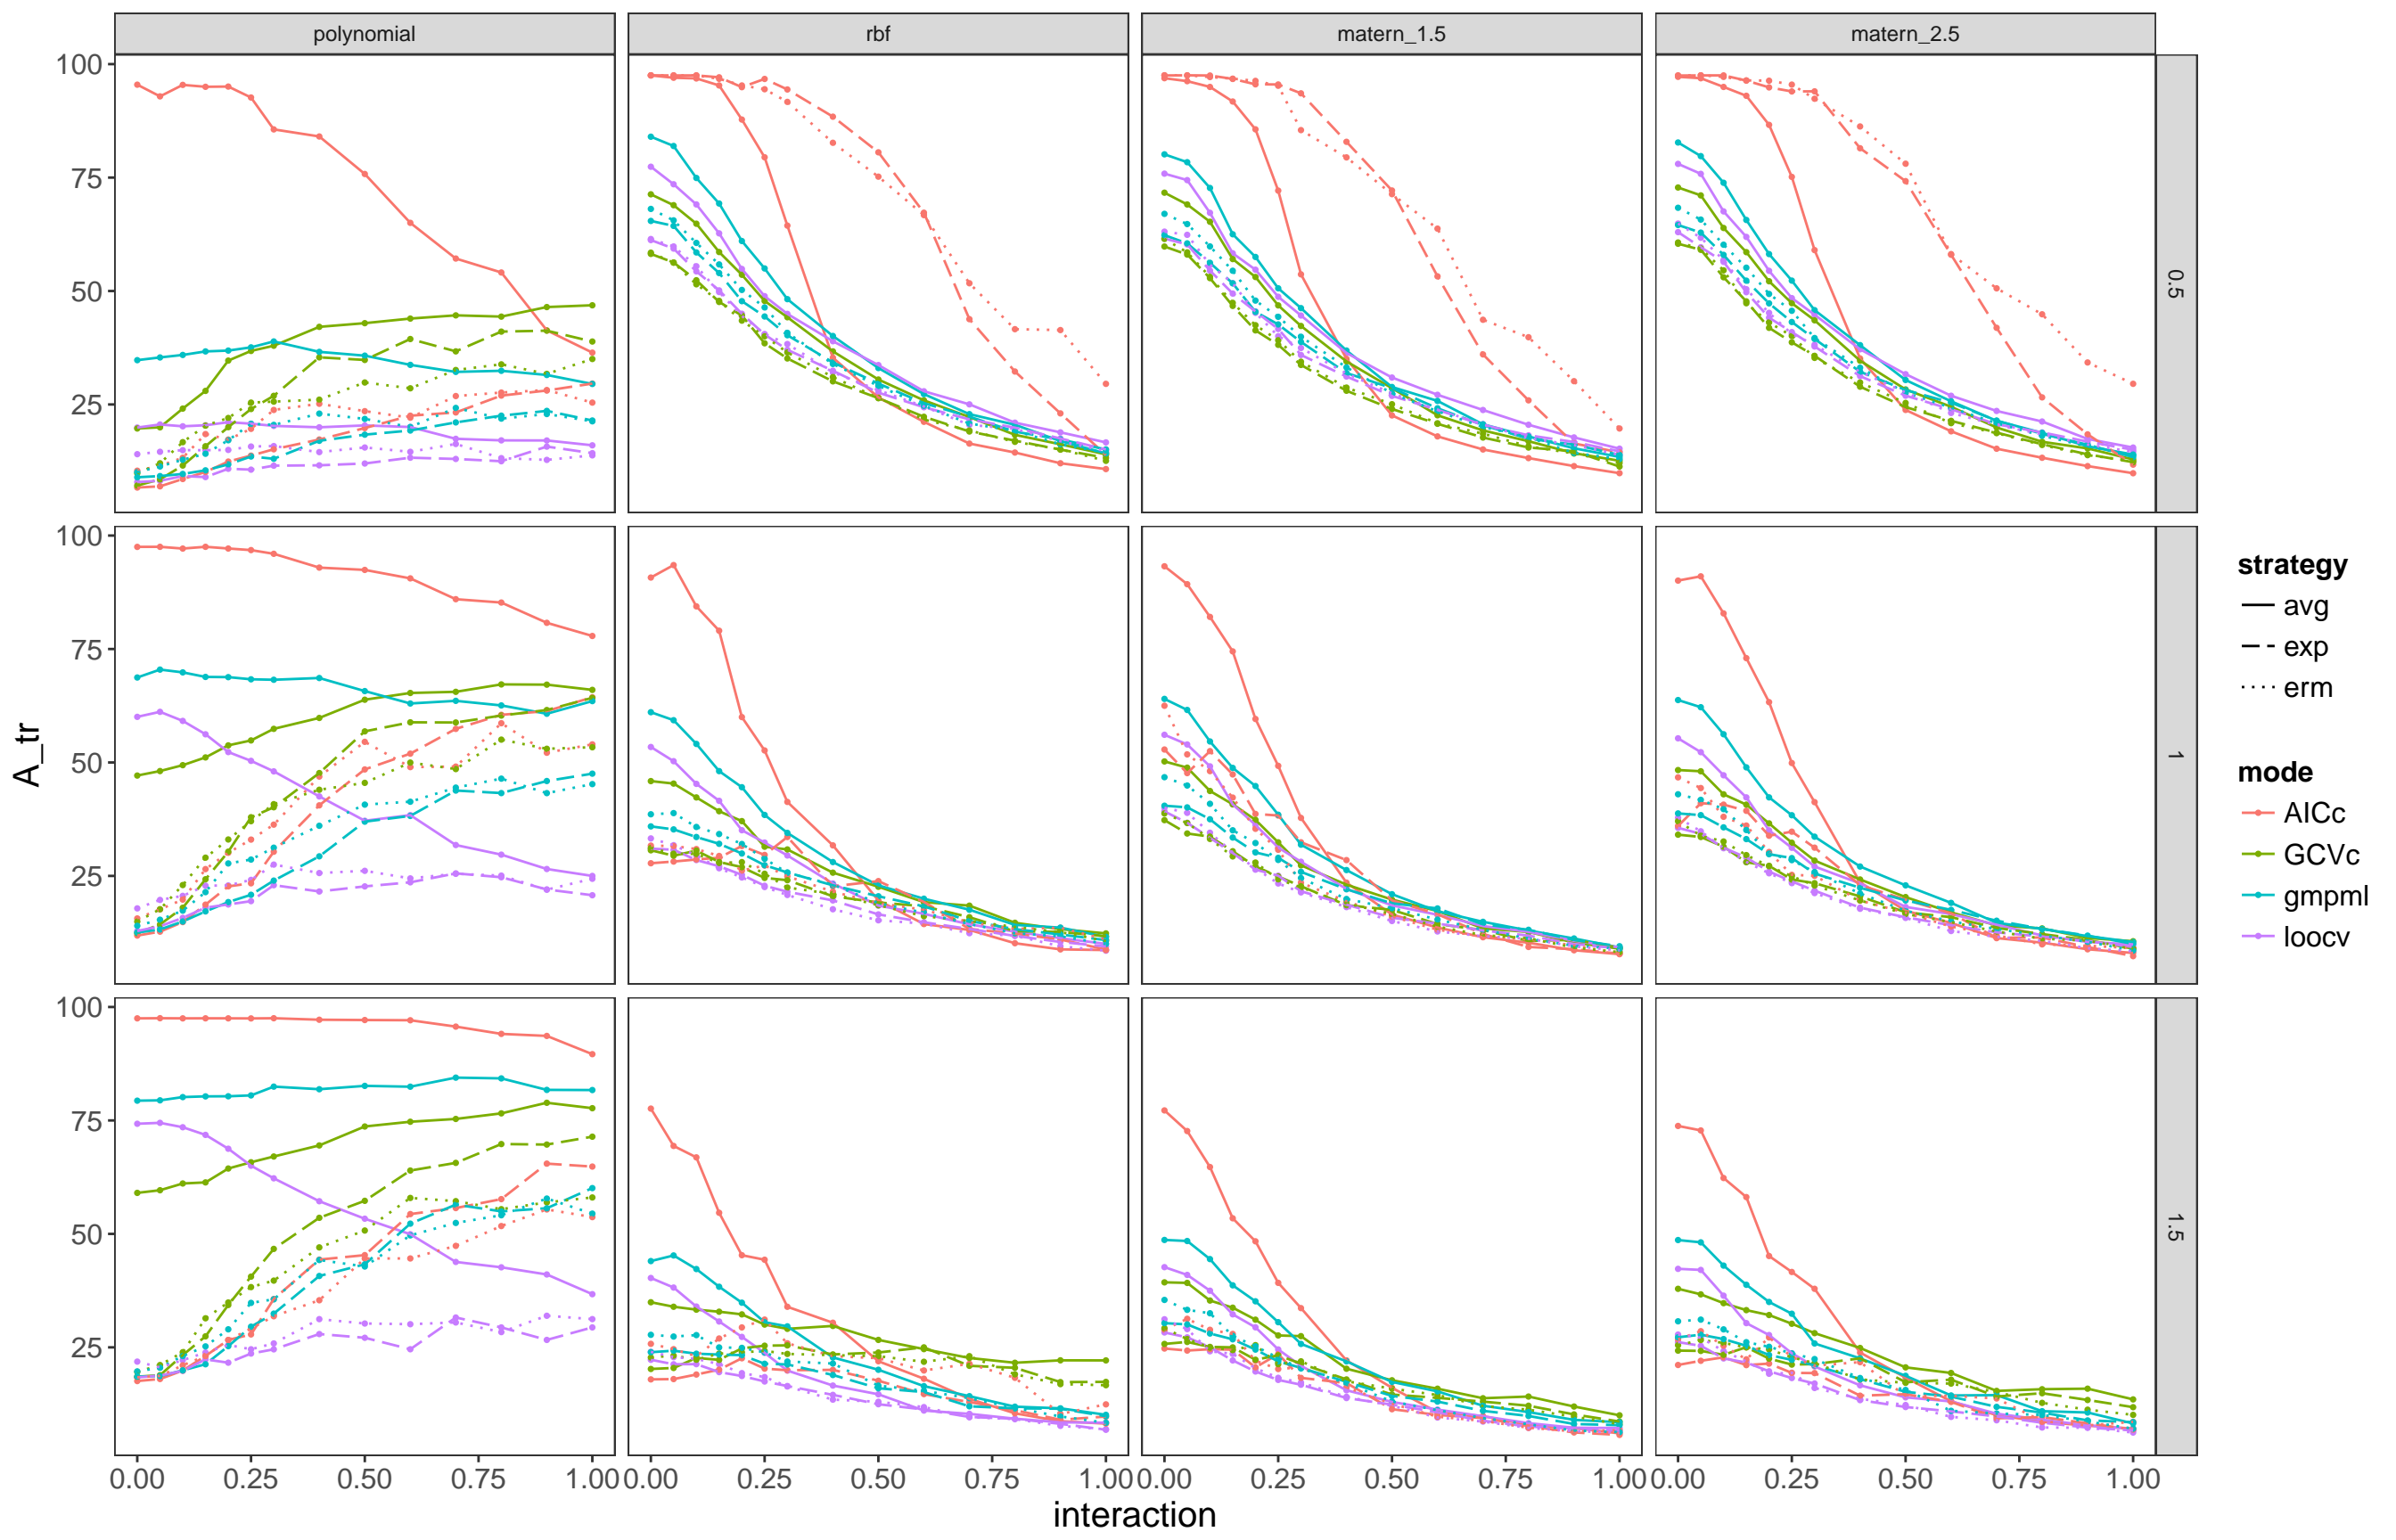 polynomial rbf matern_1.5 matern_2.5
100
75
50
25
0.5
100
75
50
25
1
100
75
50
25
1.5
A_tr
0.00 0.25 0.50 0.75 1.00 0.00 0.25 0.50 0.75 1.00 0.00 0.25 0.50 0.75 1.00 0.00 0.25 0.50 0.75 1.00
interaction
strategy
avg
exp
erm
mode
AICc
GCVc
gmpml
loocv